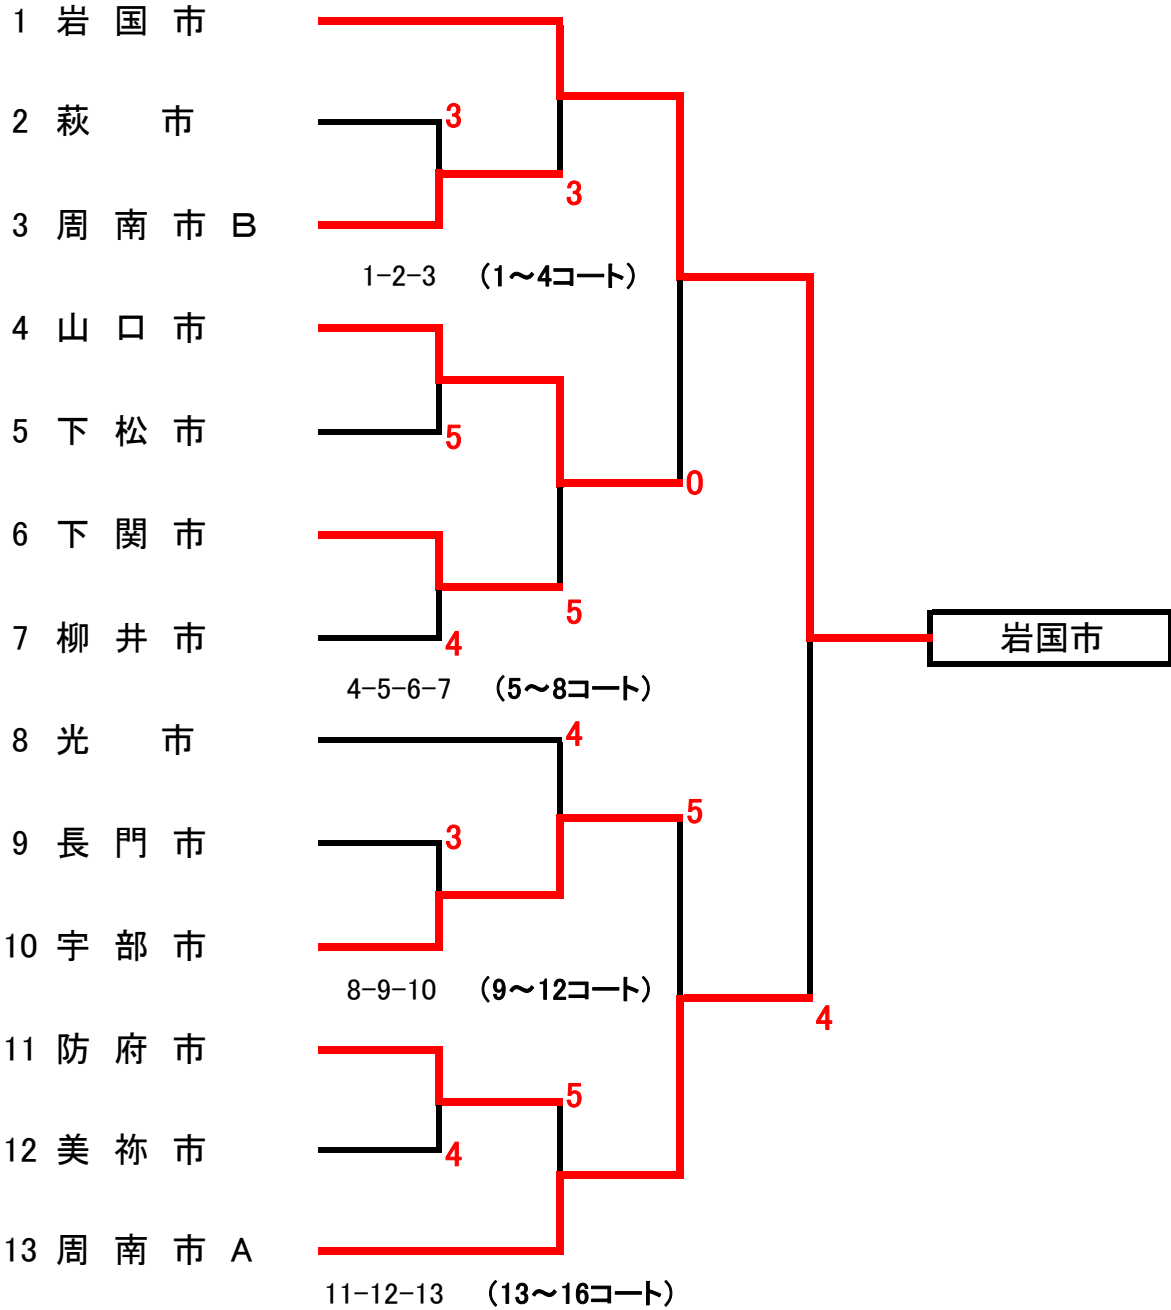 1 岩国市
2 萩　市
3
3 周南市B
3
1-2-3 （1～4コート）
4 山口市
5 下松市
5
0
6 下関市
5
7 柳井市
4
岩国市
4-5-6-7 （5～8コート）
8 光　市
4
5
9 長門市
3
10 宇部市
8-9-10 （9～12コート）
4
11 防府市
5
12 美祢市
4
13 周南市A
11-12-13 （13～16コート）